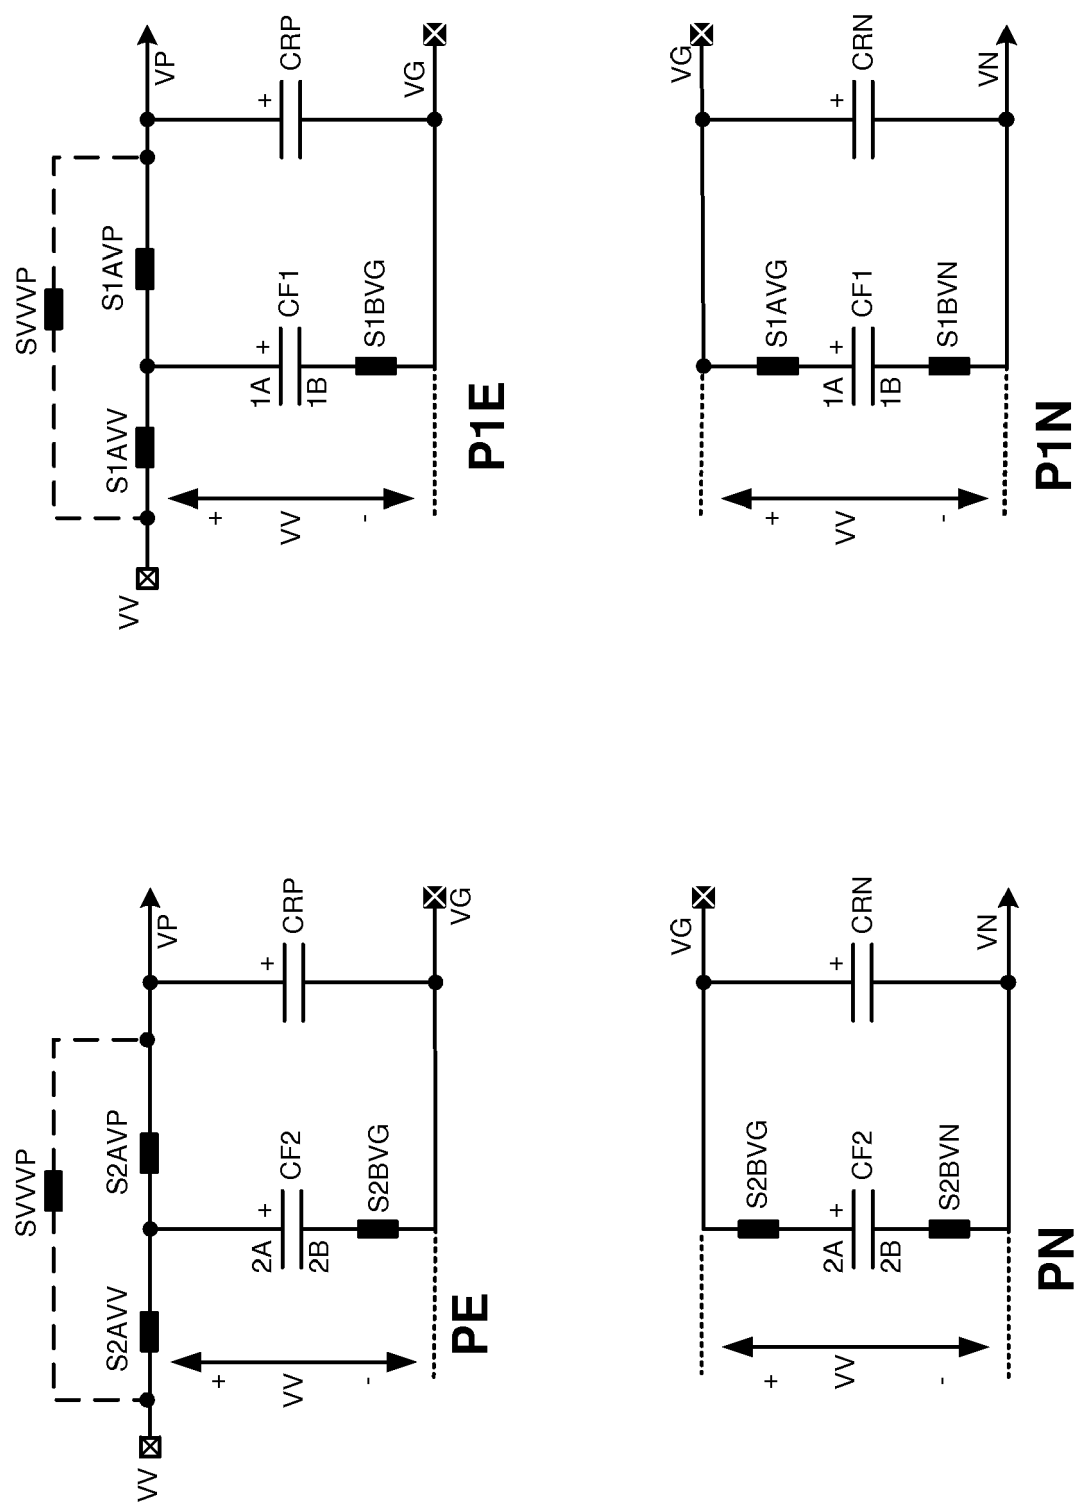 SVVVP
S2AVV
S2AVP
VV
VP
+
VV
-
2A
+
CF2
2B
S2BVG
+
CRP
VG
PE
SVVVP
S1AVV
S1AVP
VV
VP
+
VV
-
1A
+
CF1
1B
S1BVG
+
CRP
VG
P1E
VG
S2BVG
+
VV
-
2A
+
CF2
2B
S2BVN
+
CRN
VN
PN
VG
S1AVG
+
VV
-
1A
+
CF1
1B
S1BVN
+
CRN
VN
P1N